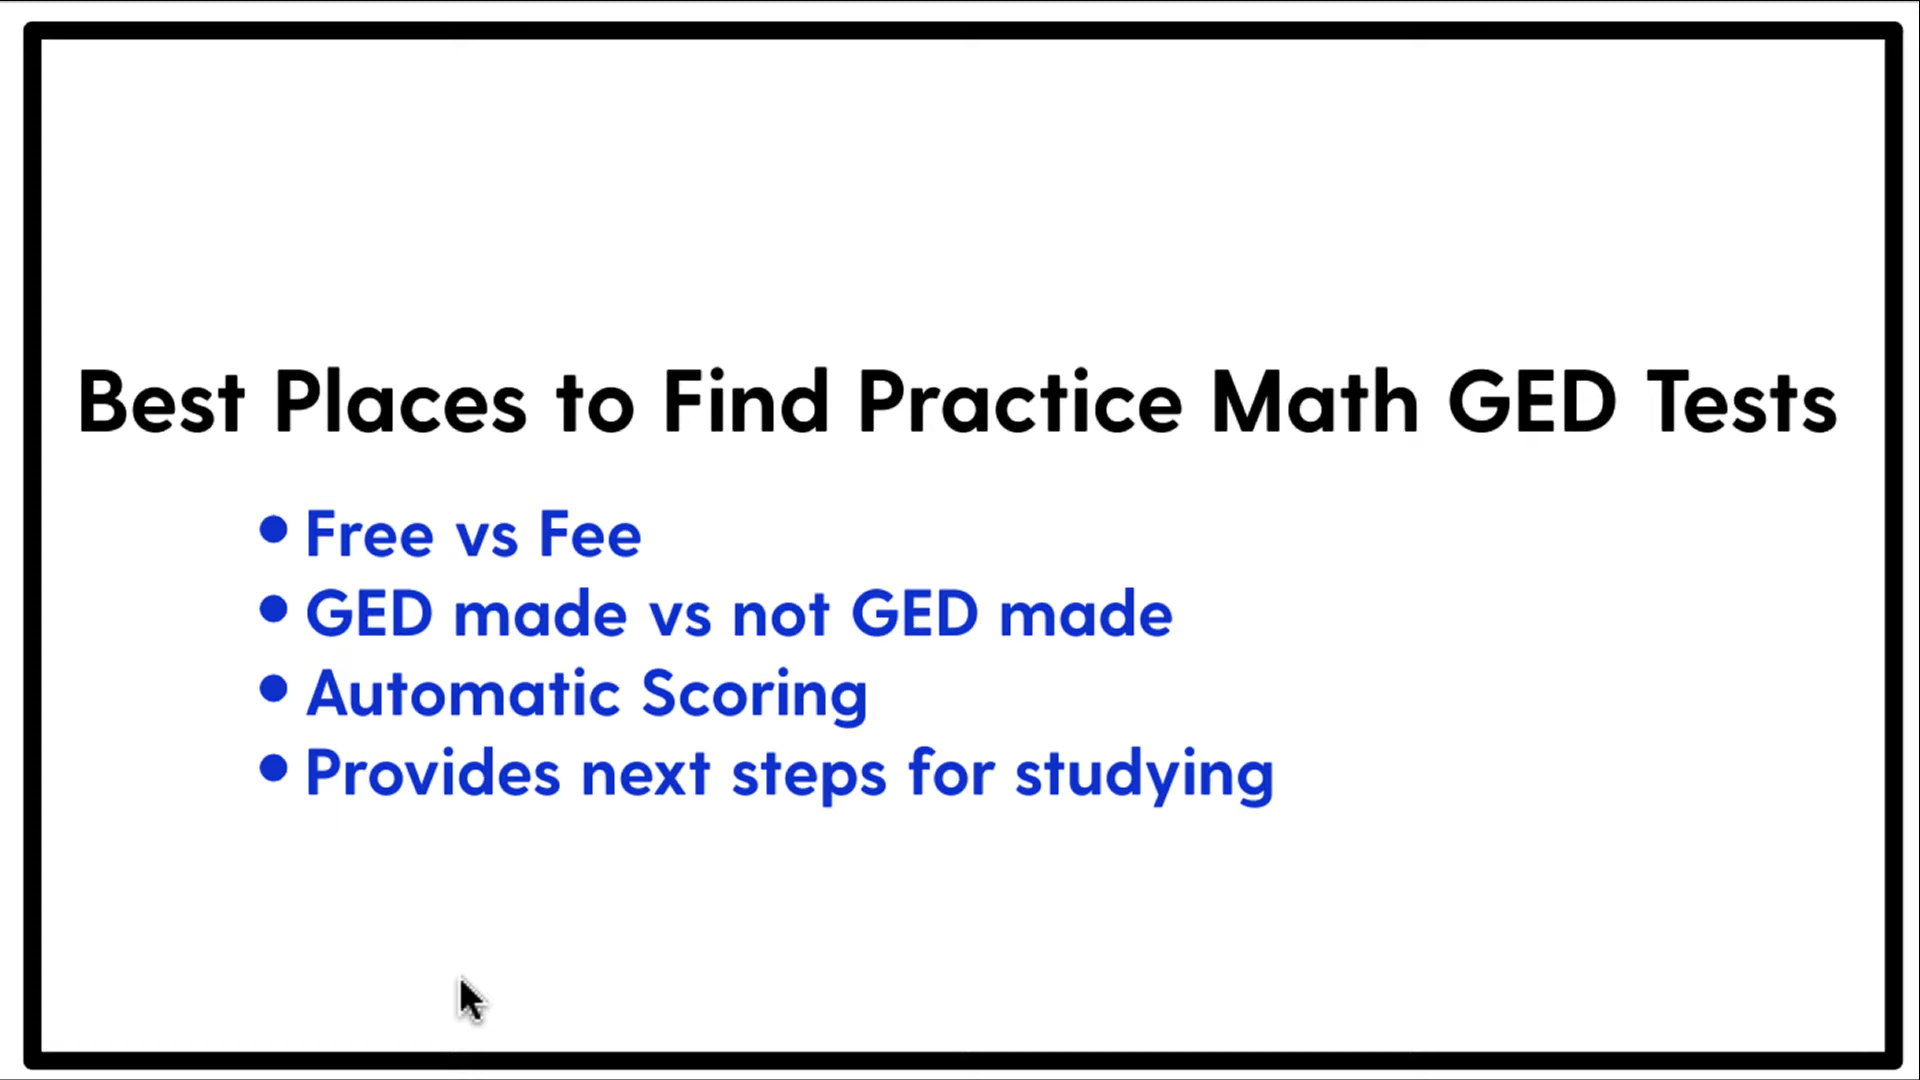 Best Places to Find Practice Math GED Tests
• Free vs Fee
• GED made vs not GED made
• Automatic Scoring
• Provides next steps for studying